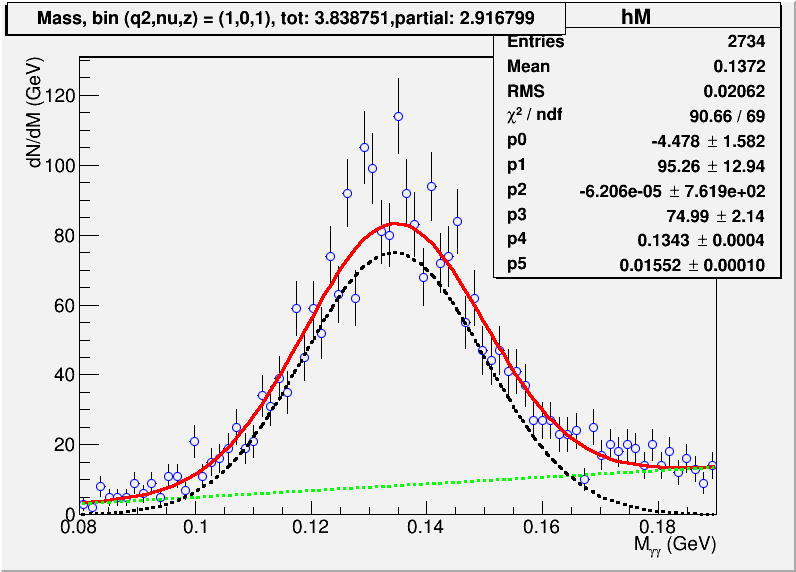 Mass, bin (q2,nu,z) = (1,0,1), tot: 3.838751,partial: 2.916799
hM
Entries 2734
Mean 0.1372
RMS 0.02062
χ² / ndf 90.66 / 69
p0 -4.478 ± 1.582
p1 95.26 ± 12.94
p2 -6.206e-05 ± 7.619e+02
p3 74.99 ± 2.14
p4 0.1343 ± 0.0004
p5 0.01552 ± 0.00010
dN/dM (GeV)
120
100
80
60
40
20
0
0.08 0.1 0.12 0.14 0.16 0.18
Mγγ (GeV)